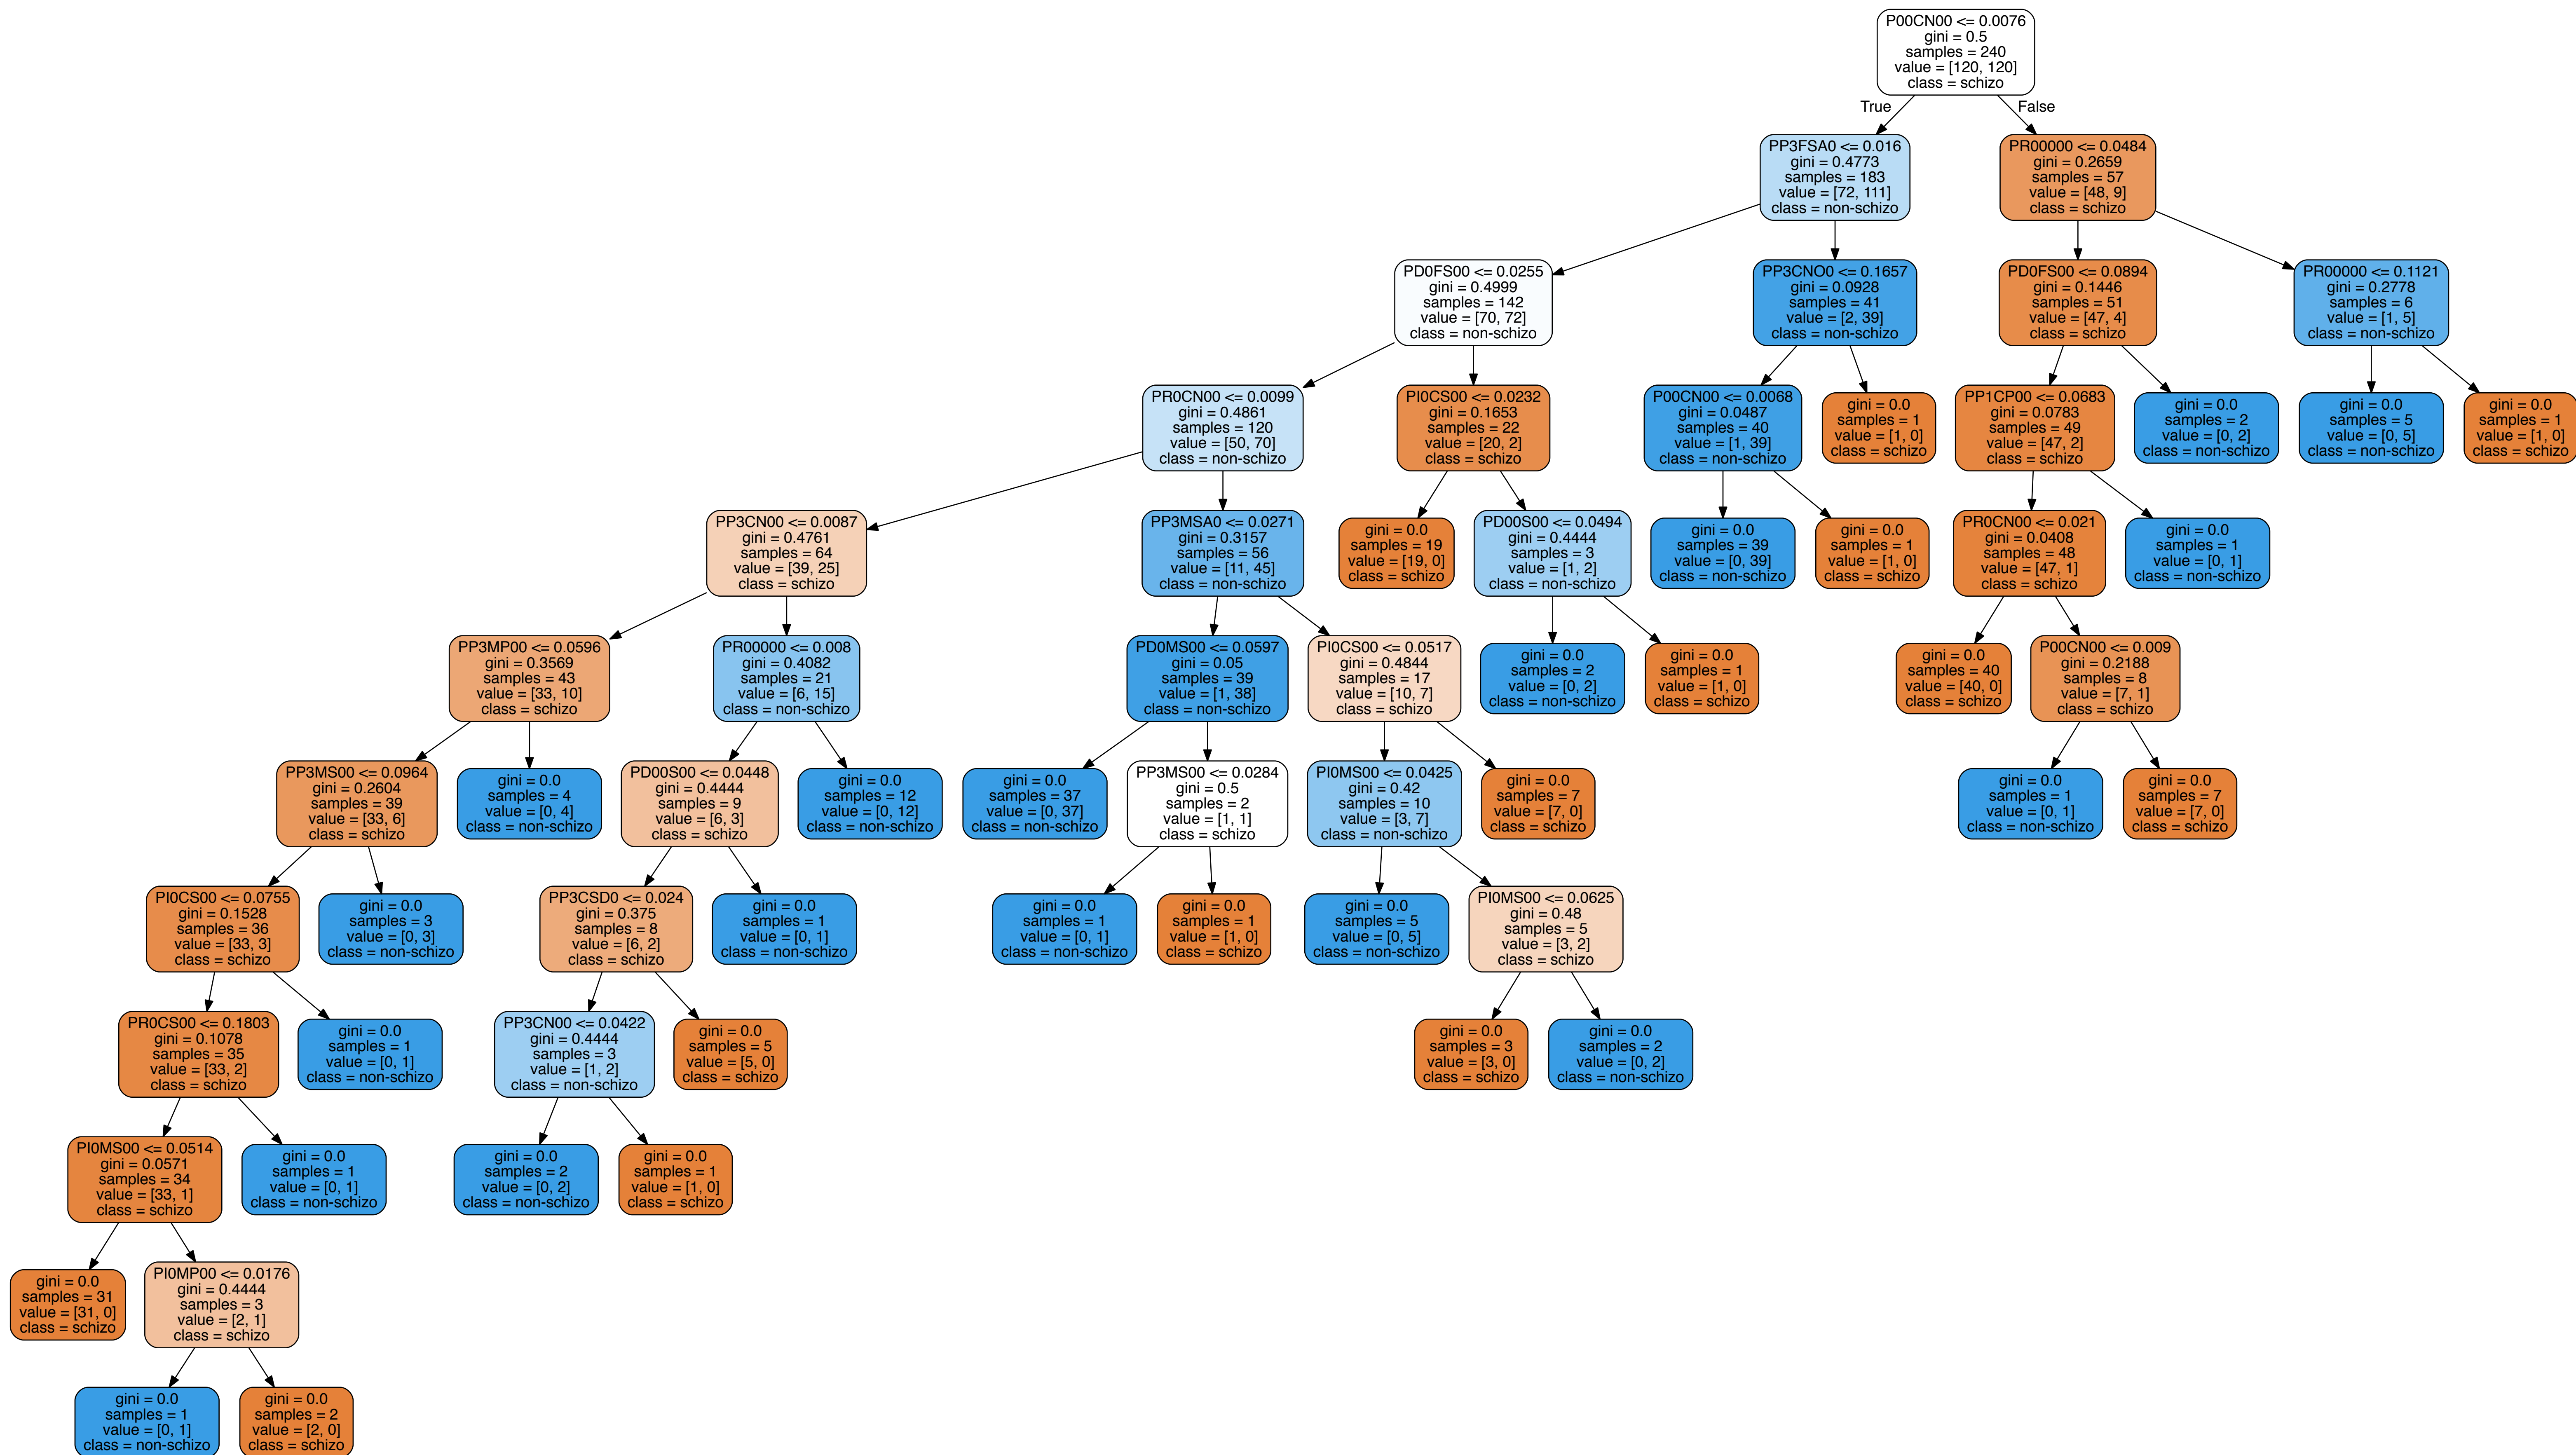 P00CN00 <= 0.0076
gini = 0.5
samples = 240
value = [120, 120]
class = schizo
True
False
PP3FSA0 <= 0.016
gini = 0.4773
samples = 183
value = [72, 111]
class = non-schizo
PR00000 <= 0.0484
gini = 0.2659
samples = 57
value = [48, 9]
class = schizo
PD0FS00 <= 0.0255
gini = 0.4999
samples = 142
value = [70, 72]
class = non-schizo
PP3CNO0 <= 0.1657
gini = 0.0928
samples = 41
value = [2, 39]
class = non-schizo
PD0FS00 <= 0.0894
gini = 0.1446
samples = 51
value = [47, 4]
class = schizo
PR00000 <= 0.1121
gini = 0.2778
samples = 6
value = [1, 5]
class = non-schizo
PR0CN00 <= 0.0099
gini = 0.4861
samples = 120
value = [50, 70]
class = non-schizo
PI0CS00 <= 0.0232
gini = 0.1653
samples = 22
value = [20, 2]
class = schizo
P00CN00 <= 0.0068
gini = 0.0487
samples = 40
value = [1, 39]
class = non-schizo
gini = 0.0
samples = 1
value = [1, 0]
class = schizo
PP1CP00 <= 0.0683
gini = 0.0783
samples = 49
value = [47, 2]
class = schizo
gini = 0.0
samples = 2
value = [0, 2]
class = non-schizo
gini = 0.0
samples = 5
value = [0, 5]
class = non-schizo
gini = 0.0
samples = 1
value = [1, 0]
class = schizo
PP3CN00 <= 0.0087
gini = 0.4761
samples = 64
value = [39, 25]
class = schizo
PP3MSA0 <= 0.0271
gini = 0.3157
samples = 56
value = [11, 45]
class = non-schizo
gini = 0.0
samples = 19
value = [19, 0]
class = schizo
PD00S00 <= 0.0494
gini = 0.4444
samples = 3
value = [1, 2]
class = non-schizo
gini = 0.0
samples = 39
value = [0, 39]
class = non-schizo
gini = 0.0
samples = 1
value = [1, 0]
class = schizo
PR0CN00 <= 0.021
gini = 0.0408
samples = 48
value = [47, 1]
class = schizo
gini = 0.0
samples = 1
value = [0, 1]
class = non-schizo
PP3MP00 <= 0.0596
gini = 0.3569
samples = 43
value = [33, 10]
class = schizo
PR00000 <= 0.008
gini = 0.4082
samples = 21
value = [6, 15]
class = non-schizo
PD0MS00 <= 0.0597
gini = 0.05
samples = 39
value = [1, 38]
class = non-schizo
PI0CS00 <= 0.0517
gini = 0.4844
samples = 17
value = [10, 7]
class = schizo
gini = 0.0
samples = 2
value = [0, 2]
class = non-schizo
gini = 0.0
samples = 1
value = [1, 0]
class = schizo
gini = 0.0
samples = 40
value = [40, 0]
class = schizo
P00CN00 <= 0.009
gini = 0.2188
samples = 8
value = [7, 1]
class = schizo
PP3MS00 <= 0.0964
gini = 0.2604
samples = 39
value = [33, 6]
class = schizo
gini = 0.0
samples = 4
value = [0, 4]
class = non-schizo
PD00S00 <= 0.0448
gini = 0.4444
samples = 9
value = [6, 3]
class = schizo
gini = 0.0
samples = 12
value = [0, 12]
class = non-schizo
gini = 0.0
samples = 37
value = [0, 37]
class = non-schizo
PP3MS00 <= 0.0284
gini = 0.5
samples = 2
value = [1, 1]
class = schizo
PI0MS00 <= 0.0425
gini = 0.42
samples = 10
value = [3, 7]
class = non-schizo
gini = 0.0
samples = 7
value = [7, 0]
class = schizo
gini = 0.0
samples = 1
value = [0, 1]
class = non-schizo
gini = 0.0
samples = 7
value = [7, 0]
class = schizo
PI0CS00 <= 0.0755
gini = 0.1528
samples = 36
value = [33, 3]
class = schizo
gini = 0.0
samples = 3
value = [0, 3]
class = non-schizo
PP3CSD0 <= 0.024
gini = 0.375
samples = 8
value = [6, 2]
class = schizo
gini = 0.0
samples = 1
value = [0, 1]
class = non-schizo
gini = 0.0
samples = 1
value = [0, 1]
class = non-schizo
gini = 0.0
samples = 1
value = [1, 0]
class = schizo
gini = 0.0
samples = 5
value = [0, 5]
class = non-schizo
PI0MS00 <= 0.0625
gini = 0.48
samples = 5
value = [3, 2]
class = schizo
PR0CS00 <= 0.1803
gini = 0.1078
samples = 35
value = [33, 2]
class = schizo
gini = 0.0
samples = 1
value = [0, 1]
class = non-schizo
PP3CN00 <= 0.0422
gini = 0.4444
samples = 3
value = [1, 2]
class = non-schizo
gini = 0.0
samples = 5
value = [5, 0]
class = schizo
gini = 0.0
samples = 3
value = [3, 0]
class = schizo
gini = 0.0
samples = 2
value = [0, 2]
class = non-schizo
PI0MS00 <= 0.0514
gini = 0.0571
samples = 34
value = [33, 1]
class = schizo
gini = 0.0
samples = 1
value = [0, 1]
class = non-schizo
gini = 0.0
samples = 2
value = [0, 2]
class = non-schizo
gini = 0.0
samples = 1
value = [1, 0]
class = schizo
gini = 0.0
samples = 31
value = [31, 0]
class = schizo
PI0MP00 <= 0.0176
gini = 0.4444
samples = 3
value = [2, 1]
class = schizo
gini = 0.0
samples = 1
value = [0, 1]
class = non-schizo
gini = 0.0
samples = 2
value = [2, 0]
class = schizo